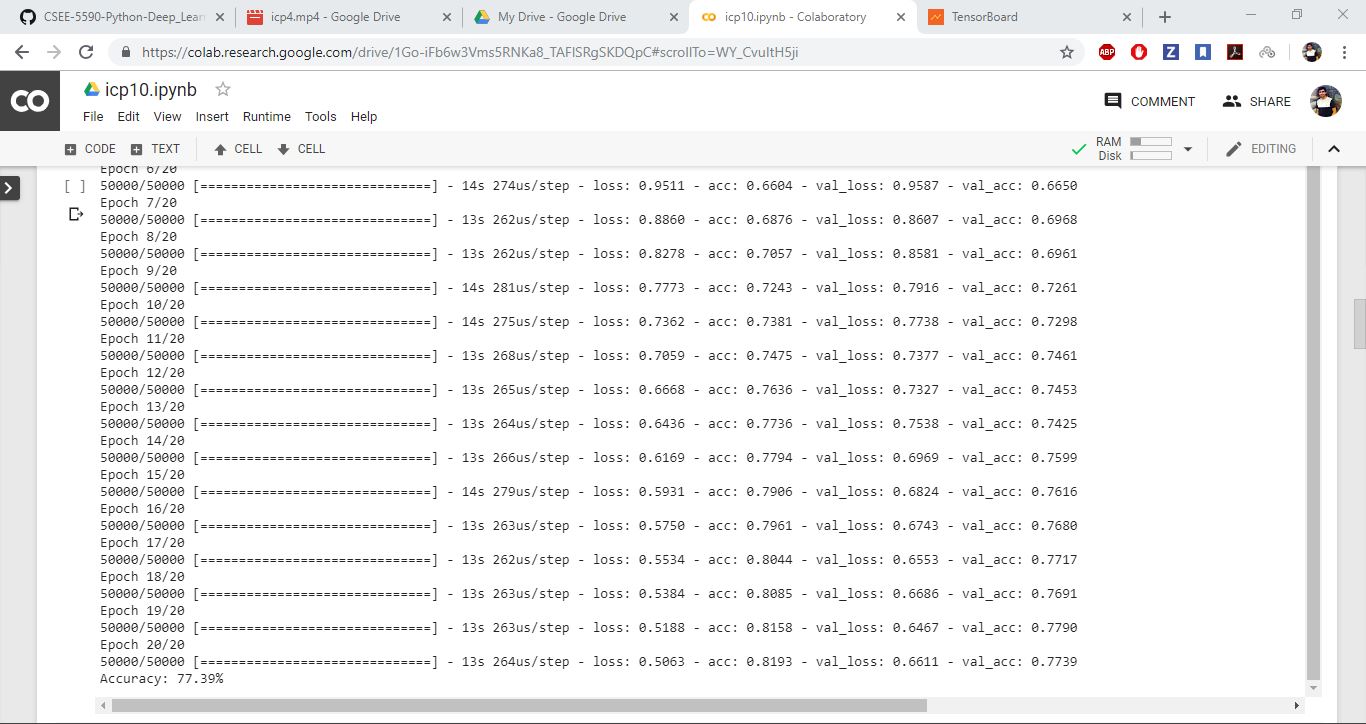 CSEE-5590-Python-Deep_Lear
icp4.mp4 - Google Drive
My Drive - Google Drive
icp10.ipynb - Colaboratory
TensorBoard
https://colab.research.google.com/drive/1Go-iFb6w3Vms5RNKa8_TAFlSRgSKDQpC#scrollTo=WY_CvuItH5ji
ABP
Z
CO
icp10.ipynb
File Edit View Insert Runtime Tools Help
COMMENT SHARE
CODE TEXT CELL CELL
RAM
Disk
EDITING
Epoch 6/20
[ ] 50000/50000 [==============================] - 14s 274us/step - loss: 0.9511 - acc: 0.6604 - val_loss: 0.9587 - val_acc: 0.6650
Epoch 7/20
50000/50000 [==============================] - 13s 262us/step - loss: 0.8860 - acc: 0.6876 - val_loss: 0.8607 - val_acc: 0.6968
Epoch 8/20
50000/50000 [==============================] - 13s 262us/step - loss: 0.8278 - acc: 0.7057 - val_loss: 0.8581 - val_acc: 0.6961
Epoch 9/20
50000/50000 [==============================] - 14s 281us/step - loss: 0.7773 - acc: 0.7243 - val_loss: 0.7916 - val_acc: 0.7261
Epoch 10/20
50000/50000 [==============================] - 14s 275us/step - loss: 0.7362 - acc: 0.7381 - val_loss: 0.7738 - val_acc: 0.7298
Epoch 11/20
50000/50000 [==============================] - 13s 268us/step - loss: 0.7059 - acc: 0.7475 - val_loss: 0.7377 - val_acc: 0.7461
Epoch 12/20
50000/50000 [==============================] - 13s 265us/step - loss: 0.6668 - acc: 0.7636 - val_loss: 0.7327 - val_acc: 0.7453
Epoch 13/20
50000/50000 [==============================] - 13s 264us/step - loss: 0.6436 - acc: 0.7736 - val_loss: 0.7538 - val_acc: 0.7425
Epoch 14/20
50000/50000 [==============================] - 13s 266us/step - loss: 0.6169 - acc: 0.7794 - val_loss: 0.6969 - val_acc: 0.7599
Epoch 15/20
50000/50000 [==============================] - 14s 279us/step - loss: 0.5931 - acc: 0.7906 - val_loss: 0.6824 - val_acc: 0.7616
Epoch 16/20
50000/50000 [==============================] - 13s 263us/step - loss: 0.5750 - acc: 0.7961 - val_loss: 0.6743 - val_acc: 0.7680
Epoch 17/20
50000/50000 [==============================] - 13s 262us/step - loss: 0.5534 - acc: 0.8044 - val_loss: 0.6553 - val_acc: 0.7717
Epoch 18/20
50000/50000 [==============================] - 13s 263us/step - loss: 0.5384 - acc: 0.8085 - val_loss: 0.6686 - val_acc: 0.7691
Epoch 19/20
50000/50000 [==============================] - 13s 263us/step - loss: 0.5188 - acc: 0.8158 - val_loss: 0.6467 - val_acc: 0.7790
Epoch 20/20
50000/50000 [==============================] - 13s 264us/step - loss: 0.5063 - acc: 0.8193 - val_loss: 0.6611 - val_acc: 0.7739
Accuracy: 77.39%